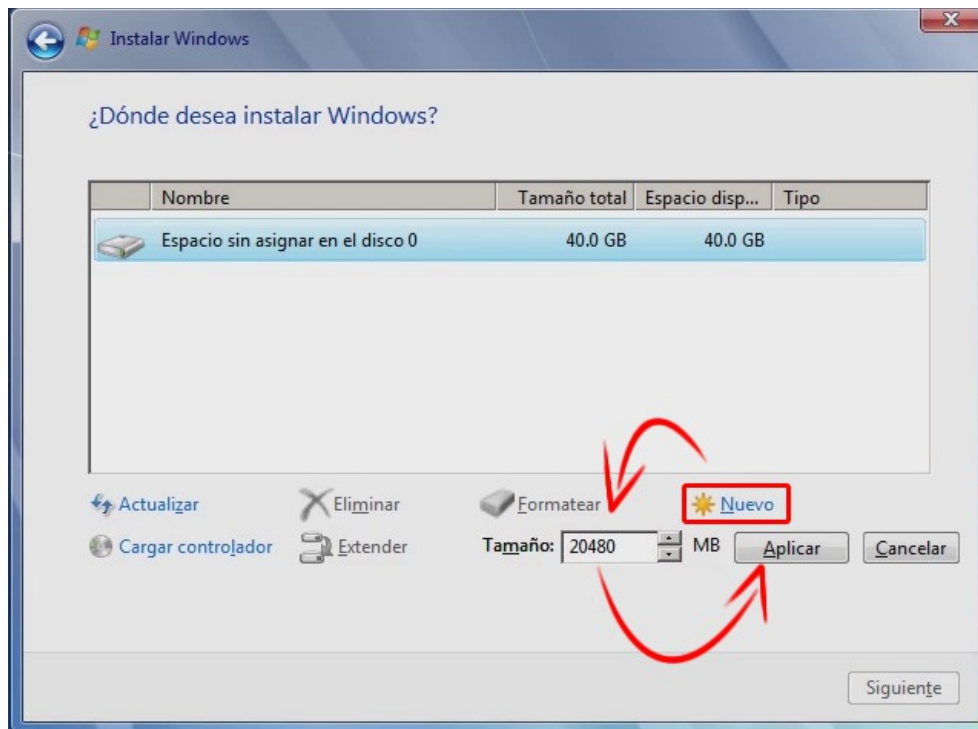 Instalar Windows
¿Dónde desea instalar Windows?
Nombre Tamaño total Espacio disp... Tipo
Espacio sin asignar en el disco 0 40.0 GB 40.0 GB
Actualizar Eliminar Formatear Nuevo
Cargar controlador Extender Tamaño: 20480 MB Aplicar Cancelar
Siguiente